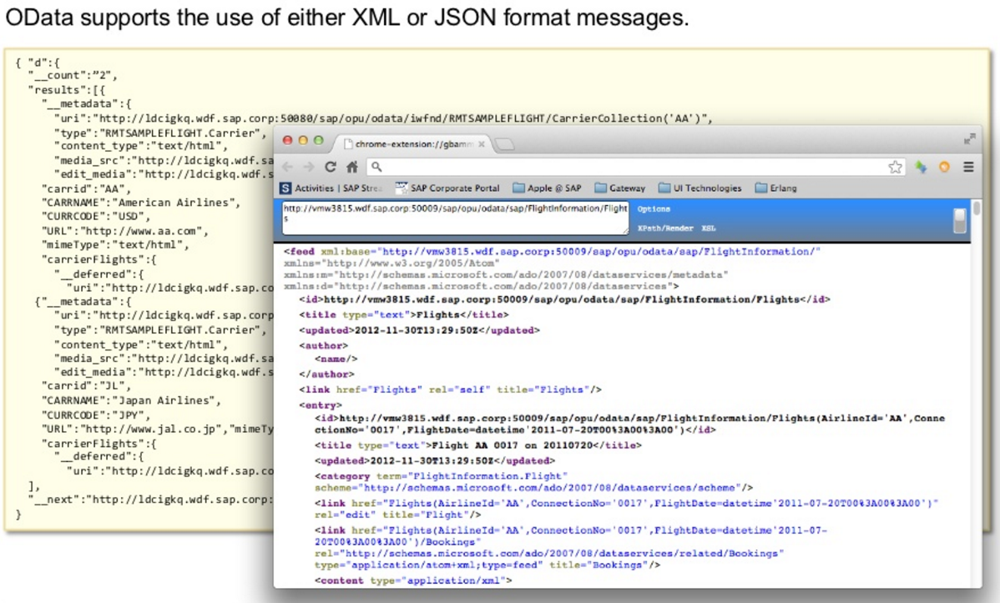 OData supports the use of either XML or JSON format messages.
{ "d":{
"__count":”2",
"results":[{
"__metadata":{
"uri":"http://ldcigkq.wdf.sap.corp:50080/sap/opu/odata/iwfnd/RMTSAMPLEFLIGHT/CarrierCollection('AA')",
"type":"RMTSAMPLEFLIGHT.Carrier",
"content_type":"text/html",
"media_src":"http://ldcigkq.wdf.sa
"edit_media":"http://ldcigkq.wdf.s
"carrid":"AA",
"CARRNAME":"American Airlines",
"CURRCODE":"USD",
"URL":"http://www.aa.com",
"mimeType":"text/html",
"carrierFlights":{
"__deferred":{
"uri":"http://ldcigkq.wdf.sap.co
{"__metadata":{
"uri":"http://ldcigkq.wdf.sap.corp
"type":"RMTSAMPLEFLIGHT.Carrier",
"content_type":"text/html",
"media_src":"http://ldcigkq.wdf.sa
"edit_media":"http://ldcigkq.wdf.s
"carrid":"JL",
"CARRNAME":"Japan Airlines",
"CURRCODE":"JPY",
"URL":"http://www.jal.co.jp","mimeTy
"carrierFlights":{
"__deferred":{
"uri":"http://ldcigkq.wdf.sap.co
],
"__next":"http://ldcigkq.wdf.sap.corp:
}
chrome-extension://gbamm
Activities | SAP Strea SAP Corporate Portal Apple @ SAP Gateway UI Technologies Erlang
http://vmw3815.wdf.sap.corp:50009/sap/opu/odata/sap/FlightInformation/Flight
s
Options
XPath/Render XSL
<feed xml:base="http://vmw3815.wdf.sap.corp:50009/sap/opu/odata/sap/FlightInformation/"
xmlns="http://www.w3.org/2005/Atom"
xmlns:m="http://schemas.microsoft.com/ado/2007/08/dataservices/metadata"
xmlns:d="http://schemas.microsoft.com/ado/2007/08/dataservices">
<id>http://vmw3815.wdf.sap.corp:50009/sap/opu/odata/sap/FlightInformation/Flights</id>
<title type="text">Flights</title>
<updated>2012-11-30T13:29:50Z</updated>
<author>
<name/>
</author>
<link href="Flights" rel="self" title="Flights"/>
<entry>
<id>http://vmw3815.wdf.sap.corp:50009/sap/opu/odata/sap/FlightInformation/Flights(AirlineId='AA',Conne
ctionNo='0017',FlightDate=datetime'2011-07-20T00%3A00%3A00')</id>
<title type="text">Flight AA 0017 on 20110720</title>
<updated>2012-11-30T13:29:50Z</updated>
<category term="FlightInformation.Flight"
scheme="http://schemas.microsoft.com/ado/2007/08/dataservices/scheme"/>
<link href="Flights(AirlineId='AA',ConnectionNo='0017',FlightDate=datetime'2011-07-20T00%3A00%3A00')"
rel="edit" title="Flight"/>
<link href="Flights(AirlineId='AA',ConnectionNo='0017',FlightDate=datetime'2011-07-
20T00%3A00%3A00')/Bookings"
rel="http://schemas.microsoft.com/ado/2007/08/dataservices/related/Bookings"
type="application/atom+xml;type=feed" title="Bookings"/>
<content type="application/xml">